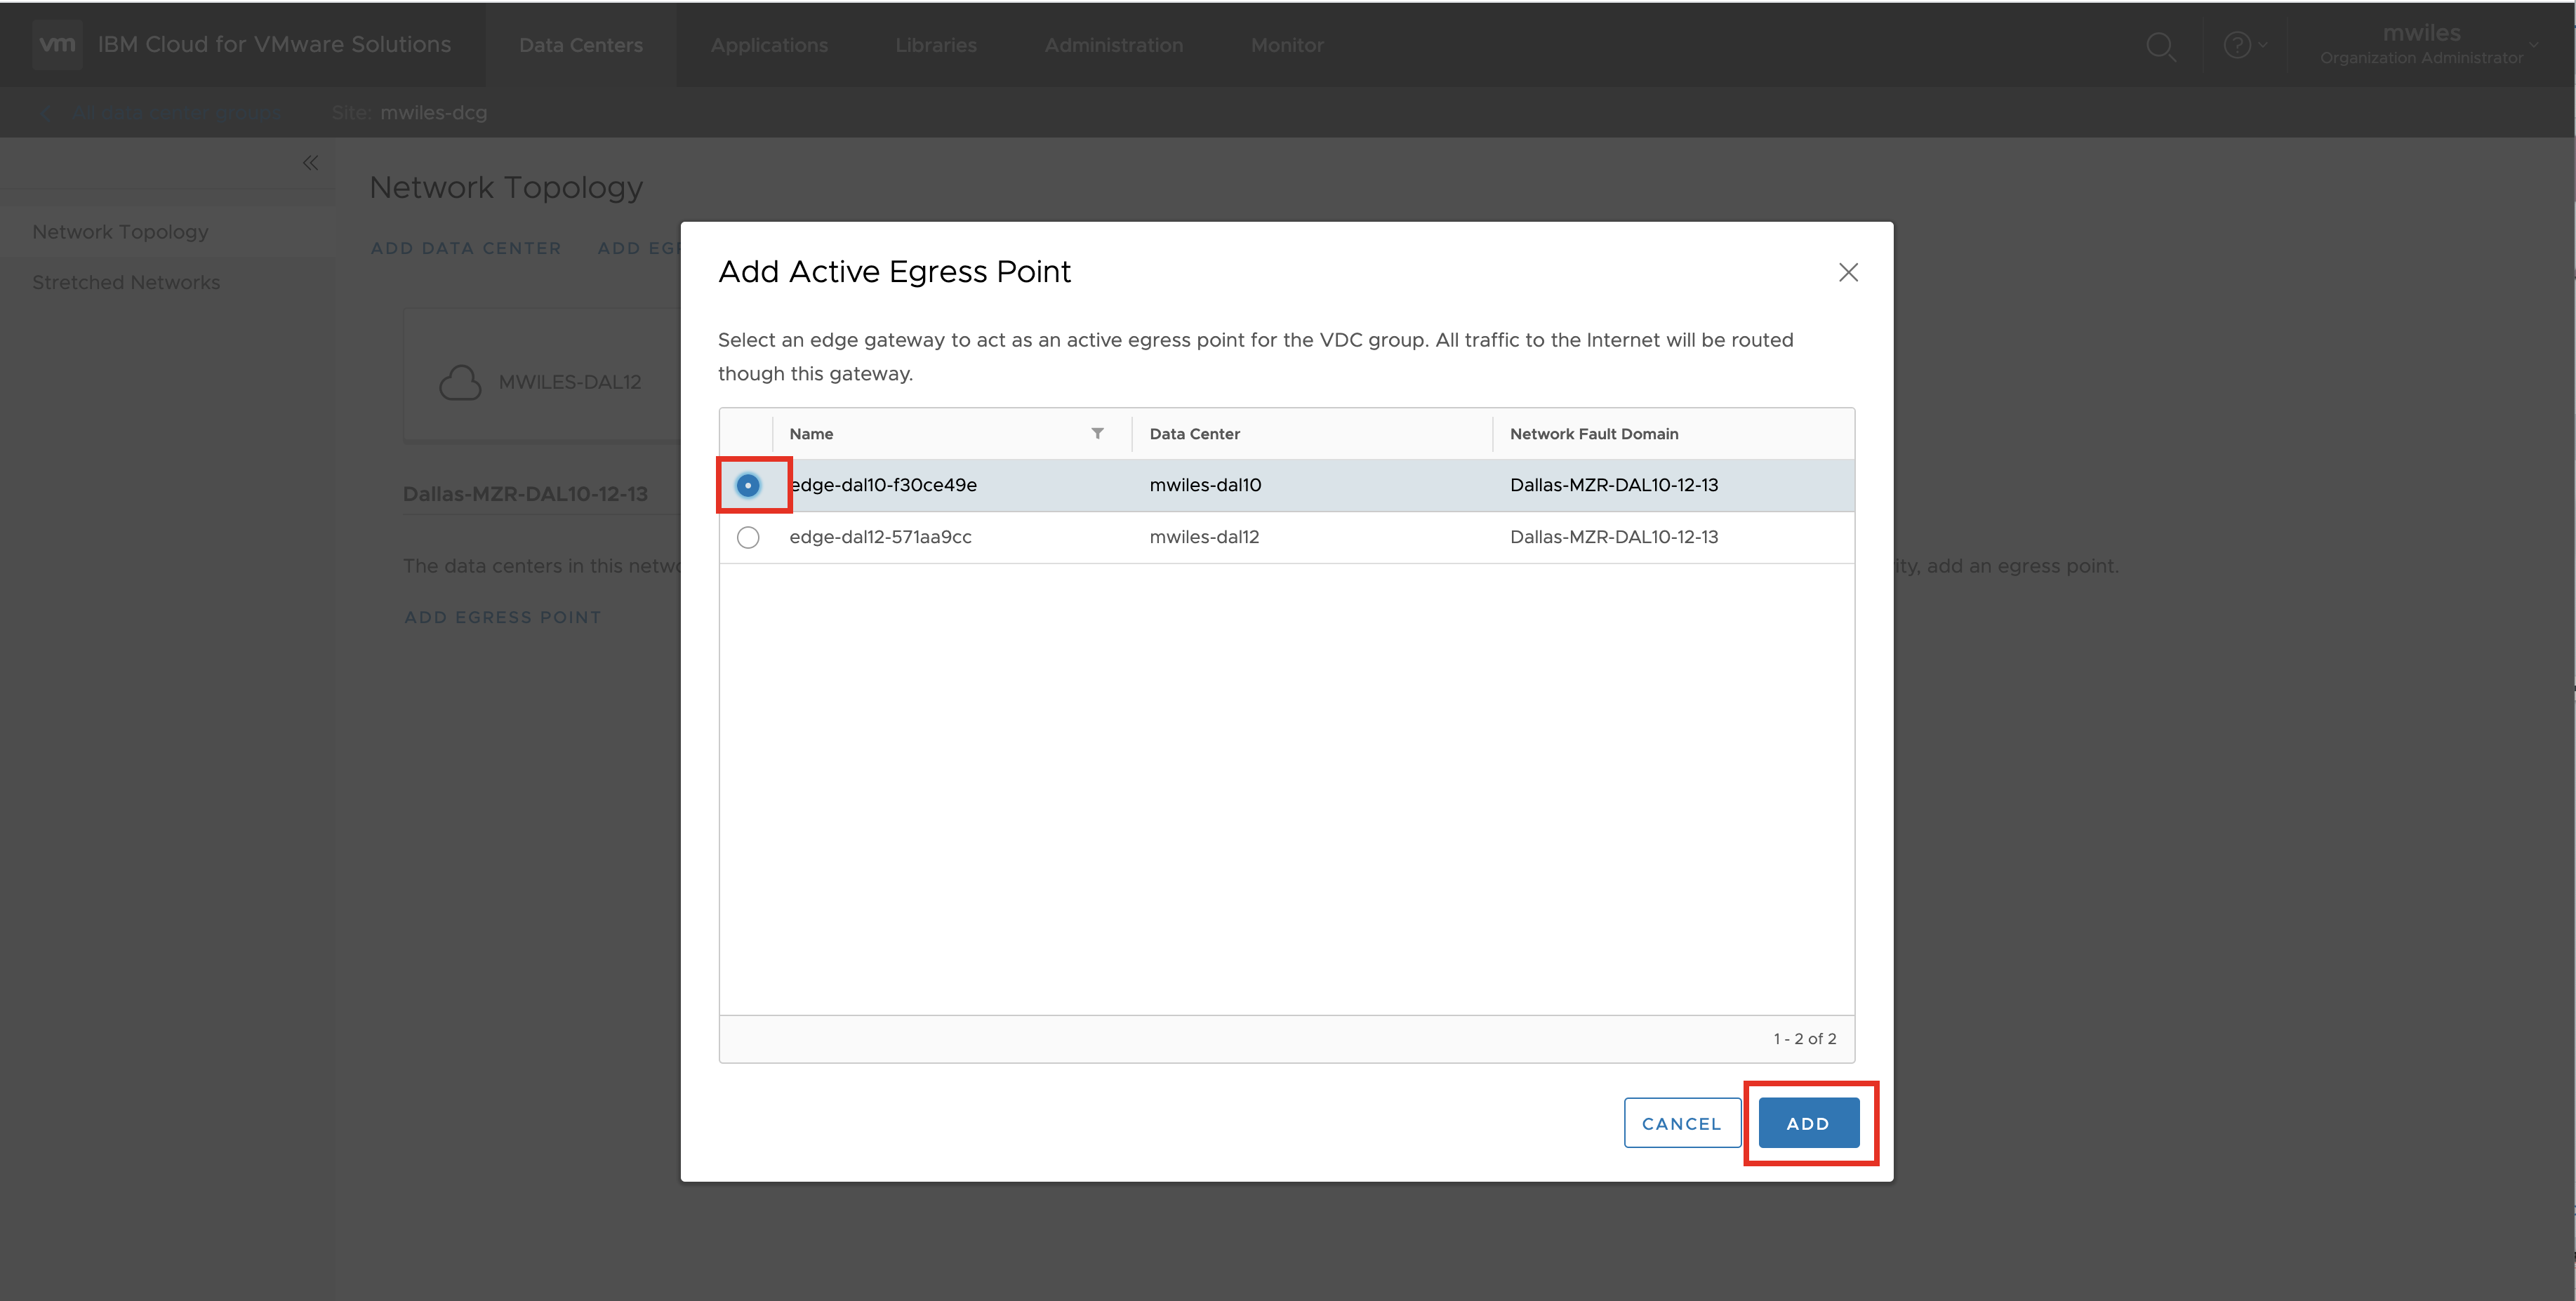 vm IBM Cloud for VMware Solutions Data Centers Applications Libraries Administration Monitor mwiles
Organization Administrator
All data center groups Site: mwiles-dcg
Network Topology
Network Topology
Stretched Networks
ADD DATA CENTER ADD EGR
MWILES-DAL12
Dallas-MZR-DAL10-12-13
The data centers in this netwo
ity, add an egress point.
ADD EGRESS POINT
Add Active Egress Point
Select an edge gateway to act as an active egress point for the VDC group. All traffic to the Internet will be routed
though this gateway.
Name Data Center Network Fault Domain
edge-dal10-f30ce49e mwiles-dal10 Dallas-MZR-DAL10-12-13
edge-dal12-571aa9cc mwiles-dal12 Dallas-MZR-DAL10-12-13
1 - 2 of 2
CANCEL ADD